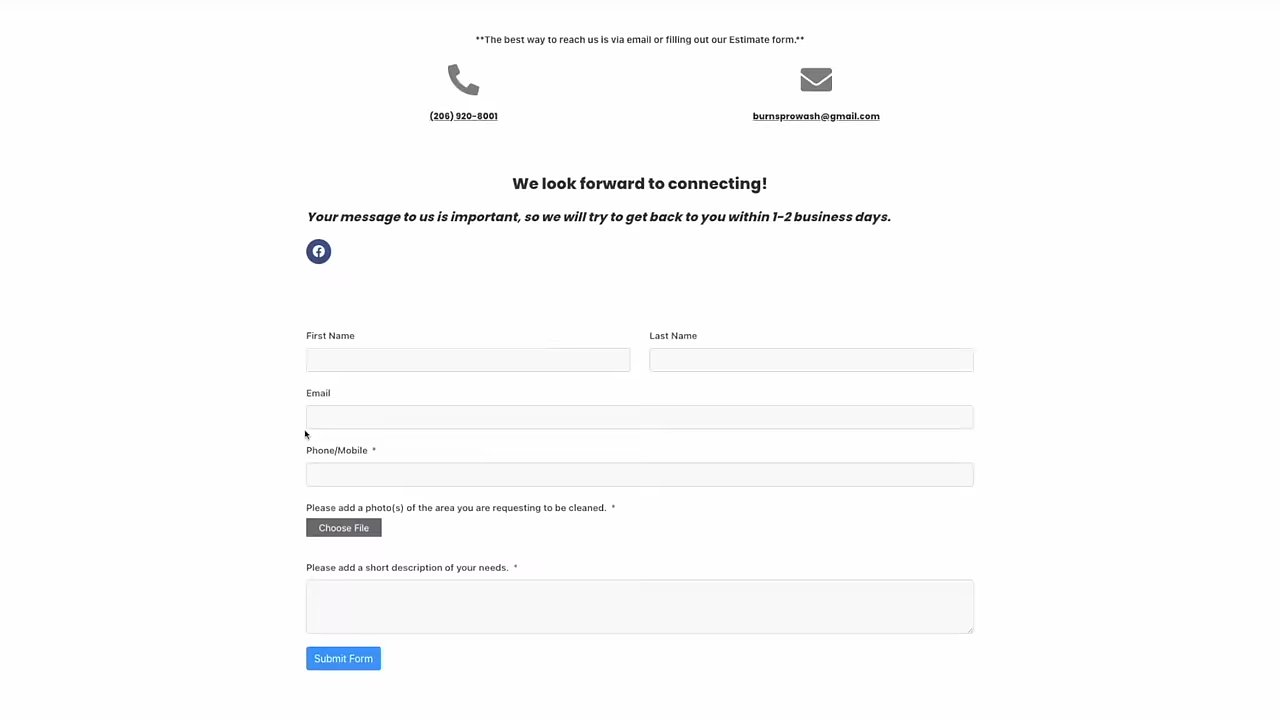 **The best way to reach us is via email or filling out our Estimate form.**
(206) 920-8001
burnsprowash@gmail.com
We look forward to connecting!
Your message to us is important, so we will try to get back to you within 1-2 business days.
First Name
Last Name
Email
Phone/Mobile *
Please add a photo(s) of the area you are requesting to be cleaned. *
Choose File
Please add a short description of your needs. *
Submit Form